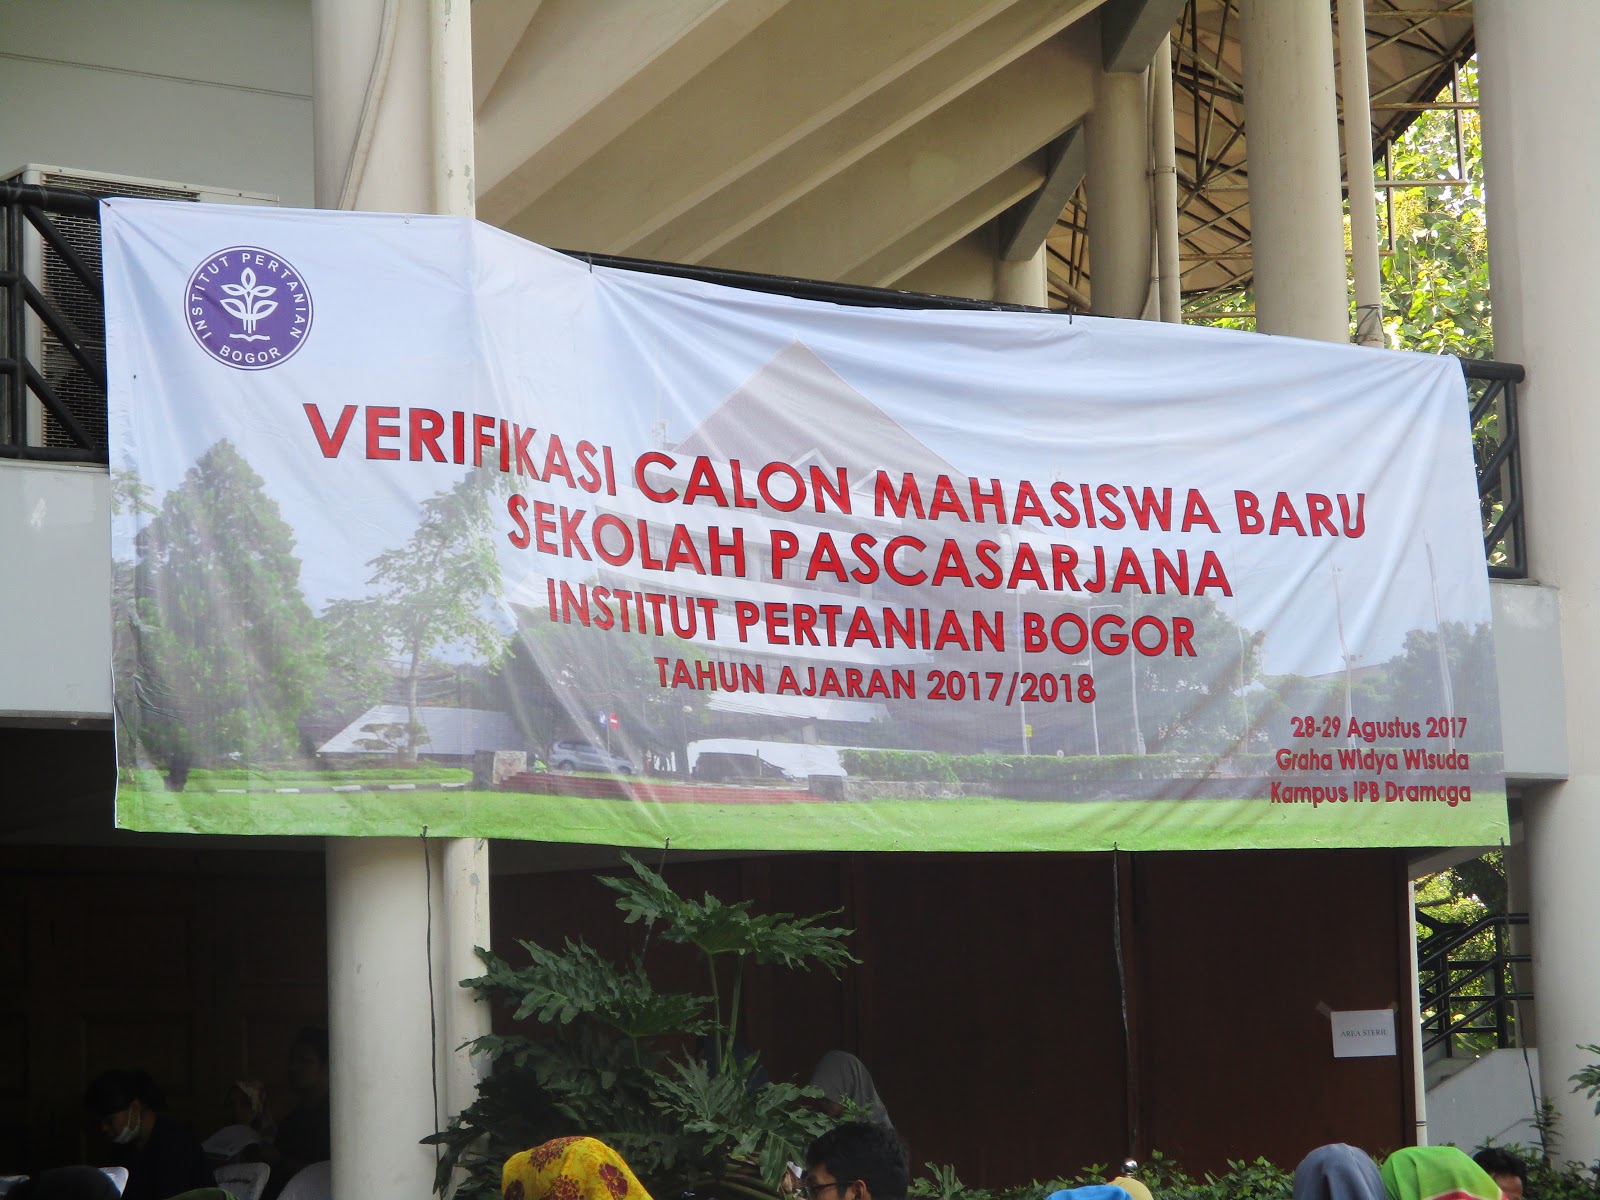 INSTITUT PERTANIAN
BOGOR
VERIFIKASI CALON MAHASISWA BARU
SEKOLAH PASCASARJANA
INSTITUT PERTANIAN BOGOR
TAHUN AJARAN 2017/2018
28-29 Agustus 2017
Graha Widya Wisuda
Kampus IPB Dramaga
AREA STERIL